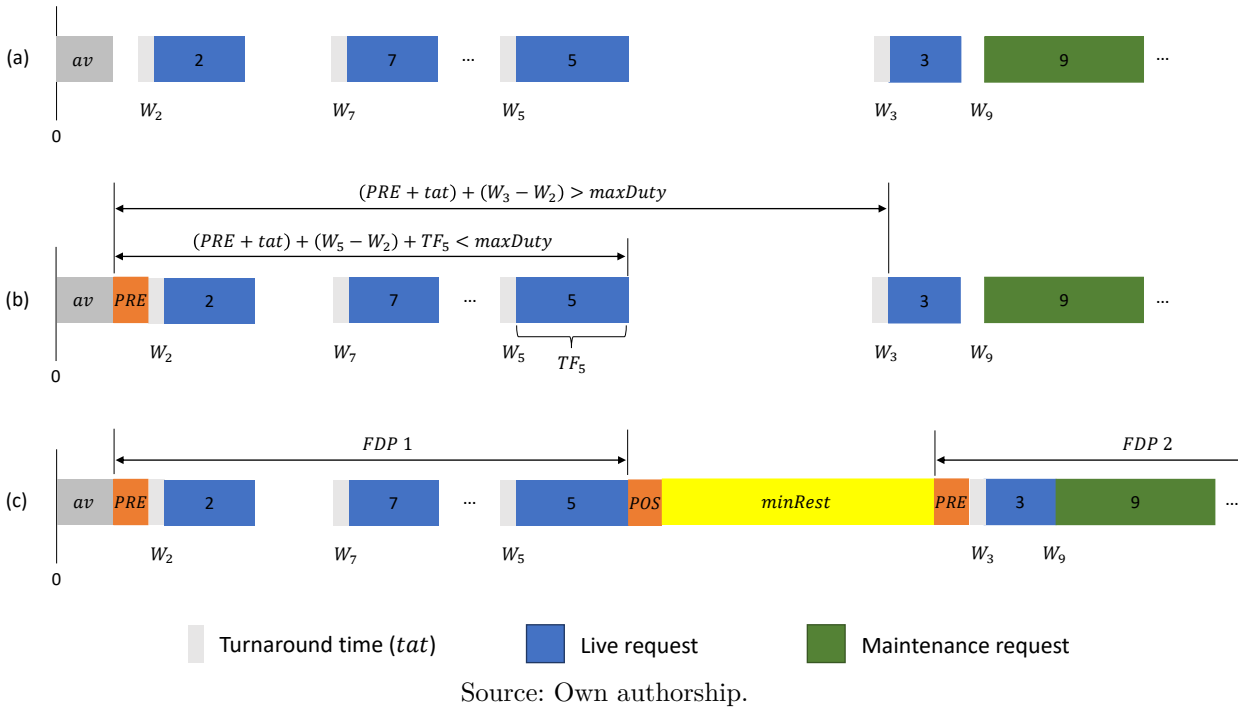 (a) av 2 7 ... 5 3 9 ...
W₂ W₇ W₅ W₃ W₉
0
(PRE + tat) + (W₃ − W₂) > maxDuty
(PRE + tat) + (W₅ − W₂) + TF₅ < maxDuty
(b) av PRE 2 7 ... 5 3 9 ...
W₂ W₇ W₅ W₃ W₉
TF₅
0
FDP 1 FDP 2
(c) av PRE 2 7 ... 5 POS minRest PRE 3 9 ...
W₂ W₇ W₅ W₃ W₉
0
Turnaround time (tat) Live request Maintenance request
Source: Own authorship.